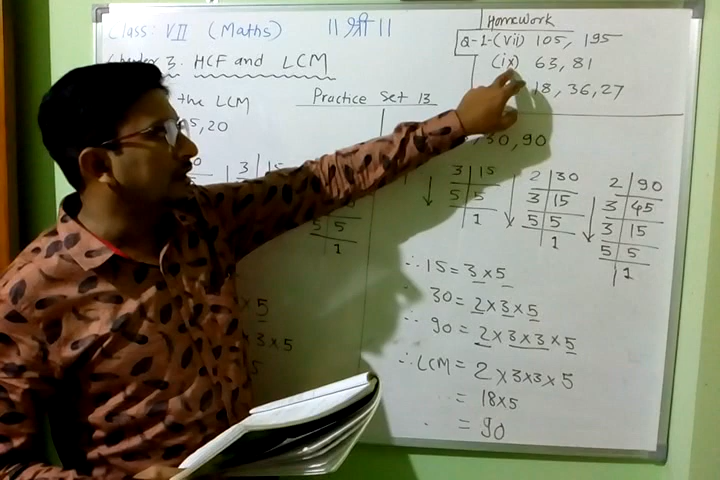 Class: VII (Maths) ॥ श्री ॥
Chapter 3. HCF and LCM
the LCM Practice Set 13
5,20
3 15
5 5
1
5
3 x 5
5
Homework
Q-1-(vii) 105, 195
(ix) 63, 81
18, 36, 27
30, 90
3 15
5 5
1
2 30
3 15
5 5
1
2 90
3 45
3 15
5 5
1
∴ 15 = 3 x 5
30 = 2 x 3 x 5
∴ 90 = 2 x 3 x 3 x 5
∴ LCM = 2 x 3 x 3 x 5
= 18 x 5
= 90